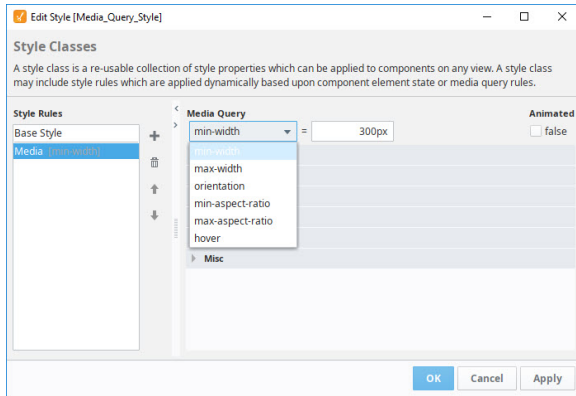 Edit Style [Media_Query_Style]
Style Classes
A style class is a re-usable collection of style properties which can be applied to components on any view. A style class
may include style rules which are applied dynamically based upon component element state or media query rules.
Style Rules
Base Style
Media (min-width)
Media Query
min-width = 300px
Animated
false
min-width
max-width
orientation
min-aspect-ratio
max-aspect-ratio
hover
Misc
OK Cancel Apply